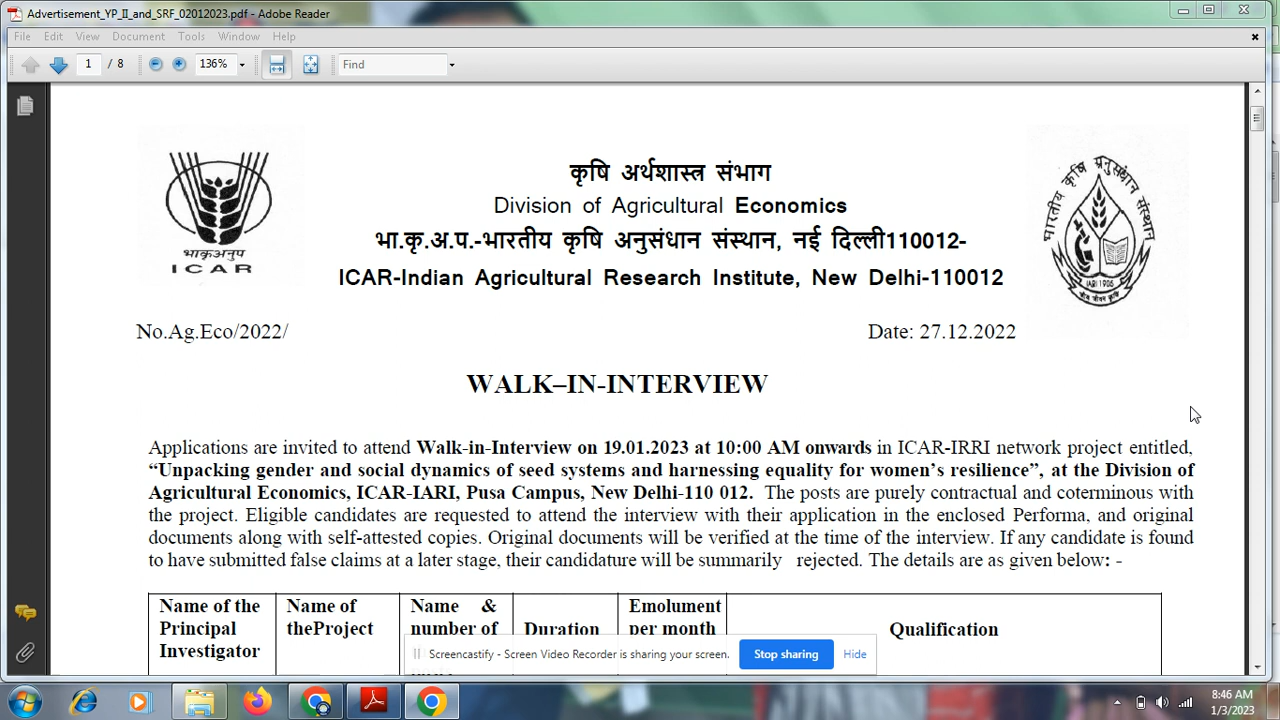 Advertisement_YP_II_and_SRF_02012023.pdf - Adobe Reader
File Edit View Document Tools Window Help
1 / 8 136% Find
कृषि अर्थशास्त्र संभाग
Division of Agricultural Economics
भा.कृ.अ.प.-भारतीय कृषि अनुसंधान संस्थान, नई दिल्ली110012-
ICAR-Indian Agricultural Research Institute, New Delhi-110012
भाकृअनुप
ICAR
भारतीय कृषि अनुसंधान संस्थान
IARI 1905
No.Ag.Eco/2022/ Date: 27.12.2022
WALK–IN-INTERVIEW
Applications are invited to attend Walk-in-Interview on 19.01.2023 at 10:00 AM onwards in ICAR-IRRI network project entitled,
“Unpacking gender and social dynamics of seed systems and harnessing equality for women’s resilience”, at the Division of
Agricultural Economics, ICAR-IARI, Pusa Campus, New Delhi-110 012. The posts are purely contractual and coterminous with
the project. Eligible candidates are requested to attend the interview with their application in the enclosed Performa, and original
documents along with self-attested copies. Original documents will be verified at the time of the interview. If any candidate is found
to have submitted false claims at a later stage, their candidature will be summarily rejected. The details are as given below: -
Name of the Principal Investigator
Name of theProject
Name & number of
Duration
Emolument per month
Qualification
Screencastify - Screen Video Recorder is sharing your screen. Stop sharing Hide
8:46 AM
1/3/2023